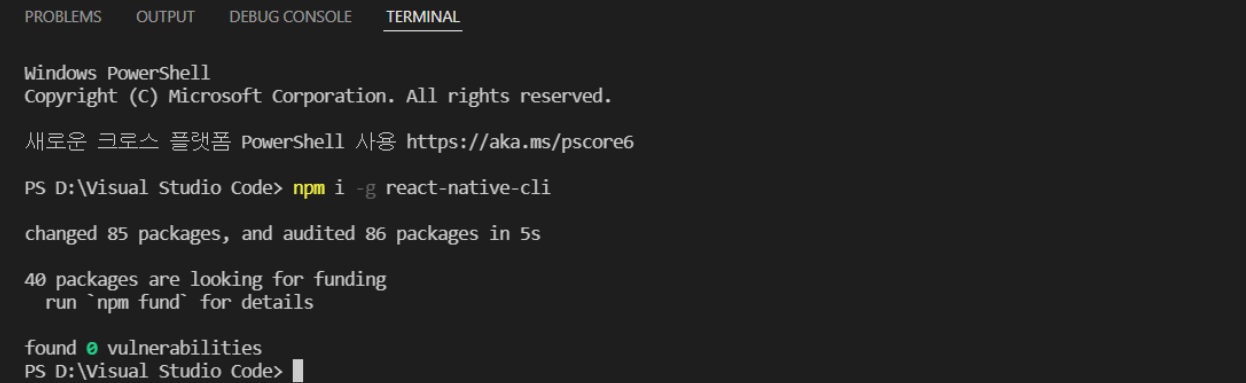 PROBLEMS OUTPUT DEBUG CONSOLE TERMINAL
Windows PowerShell
Copyright (C) Microsoft Corporation. All rights reserved.
새로운 크로스 플랫폼 PowerShell 사용 https://aka.ms/pscore6
PS D:\Visual Studio Code> npm i -g react-native-cli
changed 85 packages, and audited 86 packages in 5s
40 packages are looking for funding
  run `npm fund` for details
found 0 vulnerabilities
PS D:\Visual Studio Code>